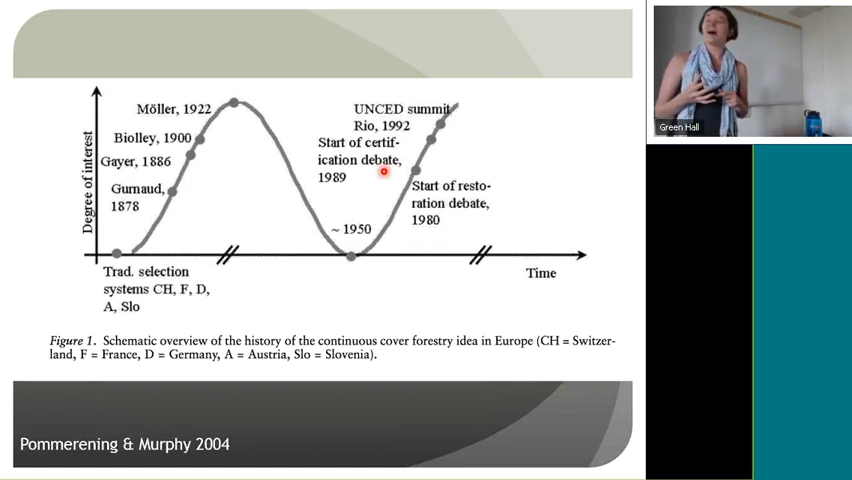 Möller, 1922
UNCED summit
Rio, 1992
Biolley, 1900
Start of certif-
ication debate,
1989
Gayer, 1886
Gurnaud,
1878
Start of resto-
ration debate,
1980
~ 1950
Degree of interest
Time
Trad. selection
systems CH, F, D,
A, Slo
Figure 1. Schematic overview of the history of the continuous cover forestry idea in Europe (CH = Switzer-
land, F = France, D = Germany, A = Austria, Slo = Slovenia).
Pommerening & Murphy 2004
Green Hall